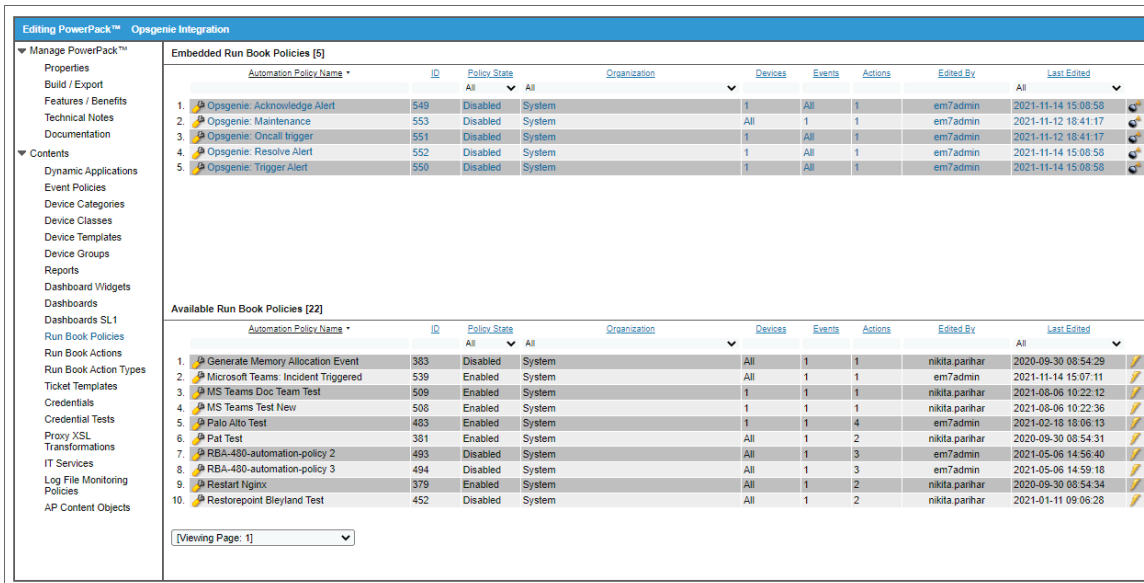 Editing PowerPack™ Opsgenie Integration
Manage PowerPack™
Properties
Build / Export
Features / Benefits
Technical Notes
Documentation
Contents
Dynamic Applications
Event Policies
Device Categories
Device Classes
Device Templates
Device Groups
Reports
Dashboard Widgets
Dashboards
Dashboards SL1
Run Book Policies
Run Book Actions
Run Book Action Types
Ticket Templates
Credentials
Credential Tests
Proxy XSL
Transformations
IT Services
Log File Monitoring
Policies
AP Content Objects
Embedded Run Book Policies [5]
Automation Policy Name ID Policy State Organization Devices Events Actions Edited By Last Edited
All All All
1. Opsgenie: Acknowledge Alert 549 Disabled System 1 All 1 em7admin 2021-11-14 15:08:58
2. Opsgenie: Maintenance 553 Disabled System All 1 1 em7admin 2021-11-12 18:41:17
3. Opsgenie: Oncall trigger 551 Disabled System 1 All 1 em7admin 2021-11-12 18:41:17
4. Opsgenie: Resolve Alert 552 Disabled System 1 All 1 em7admin 2021-11-14 15:08:58
5. Opsgenie: Trigger Alert 550 Disabled System 1 All 1 em7admin 2021-11-14 15:08:58
Available Run Book Policies [22]
Automation Policy Name ID Policy State Organization Devices Events Actions Edited By Last Edited
All All All
1. Generate Memory Allocation Event 383 Disabled System All 1 1 nikita.parihar 2020-09-30 08:54:29
2. Microsoft Teams: Incident Triggered 539 Enabled System All 1 1 em7admin 2021-11-14 15:07:11
3. MS Teams Doc Team Test 509 Enabled System 1 1 1 nikita.parihar 2021-08-06 10:22:12
4. MS Teams Test New 508 Enabled System 1 1 1 nikita.parihar 2021-08-06 10:22:36
5. Palo Alto Test 483 Enabled System 1 1 4 em7admin 2021-02-18 18:06:13
6. Pat Test 381 Enabled System All 1 2 nikita.parihar 2020-09-30 08:54:31
7. RBA-480-automation-policy 2 493 Disabled System All 1 3 em7admin 2021-05-06 14:56:40
8. RBA-480-automation-policy 3 494 Disabled System All 1 3 em7admin 2021-05-06 14:59:18
9. Restart Nginx 379 Enabled System All 1 2 nikita.parihar 2020-09-30 08:54:34
10. Restorepoint Bleyland Test 452 Disabled System All 1 2 nikita.parihar 2021-01-11 09:06:28
[Viewing Page: 1]